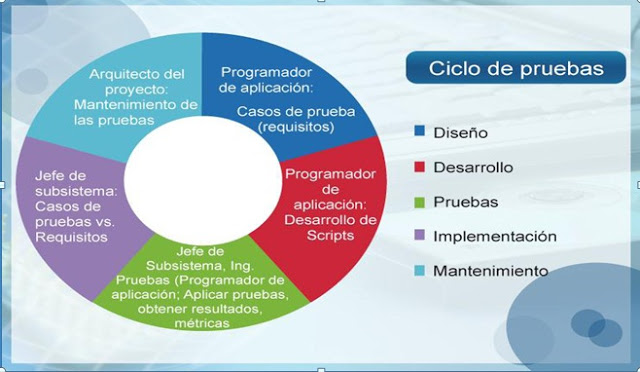 Ciclo de pruebas
Programador
de aplicación:
Casos de prueba
(requisitos)
Programador
de
aplicación:
Desarrollo de
Scripts
Jefe de
Subsistema, Ing.
Pruebas (Programador de
aplicación; Aplicar pruebas,
obtener resultados,
métricas
Jefe de
subsistema:
Casos de
pruebas vs.
Requisitos
Arquitecto del
proyecto:
Mantenimiento de
las pruebas
Diseño
Desarrollo
Pruebas
Implementación
Mantenimiento